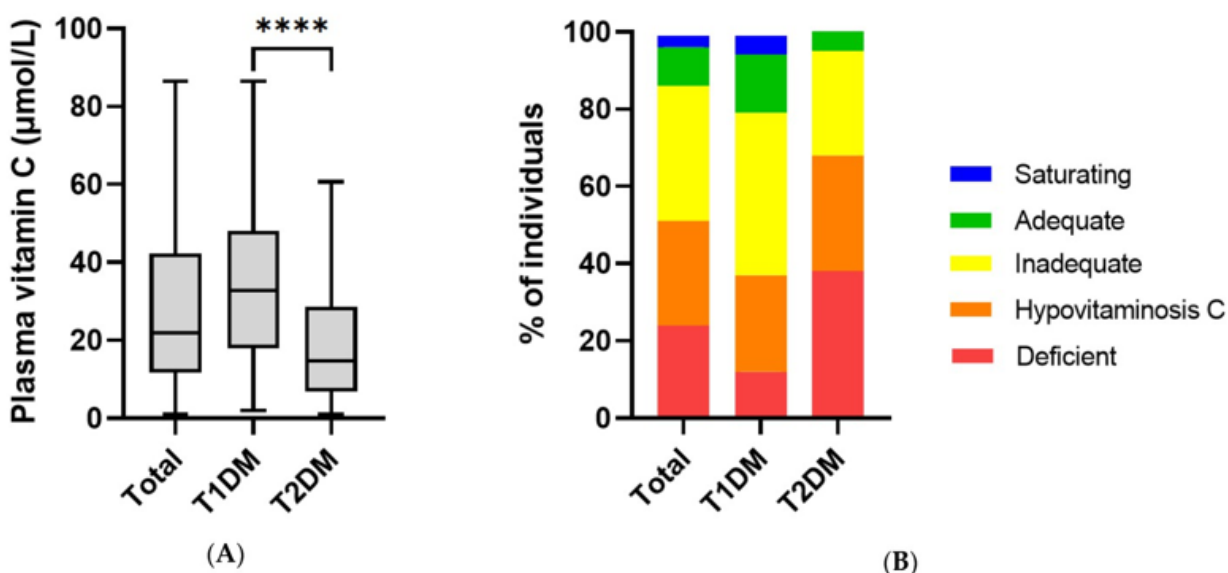 Plasma vitamin C (μmol/L)
100
80
60
40
20
0
****
Total
T1DM
T2DM
(A)
% of individuals
100
80
60
40
20
0
Total
T1DM
T2DM
Saturating
Adequate
Inadequate
Hypovitaminosis C
Deficient
(B)